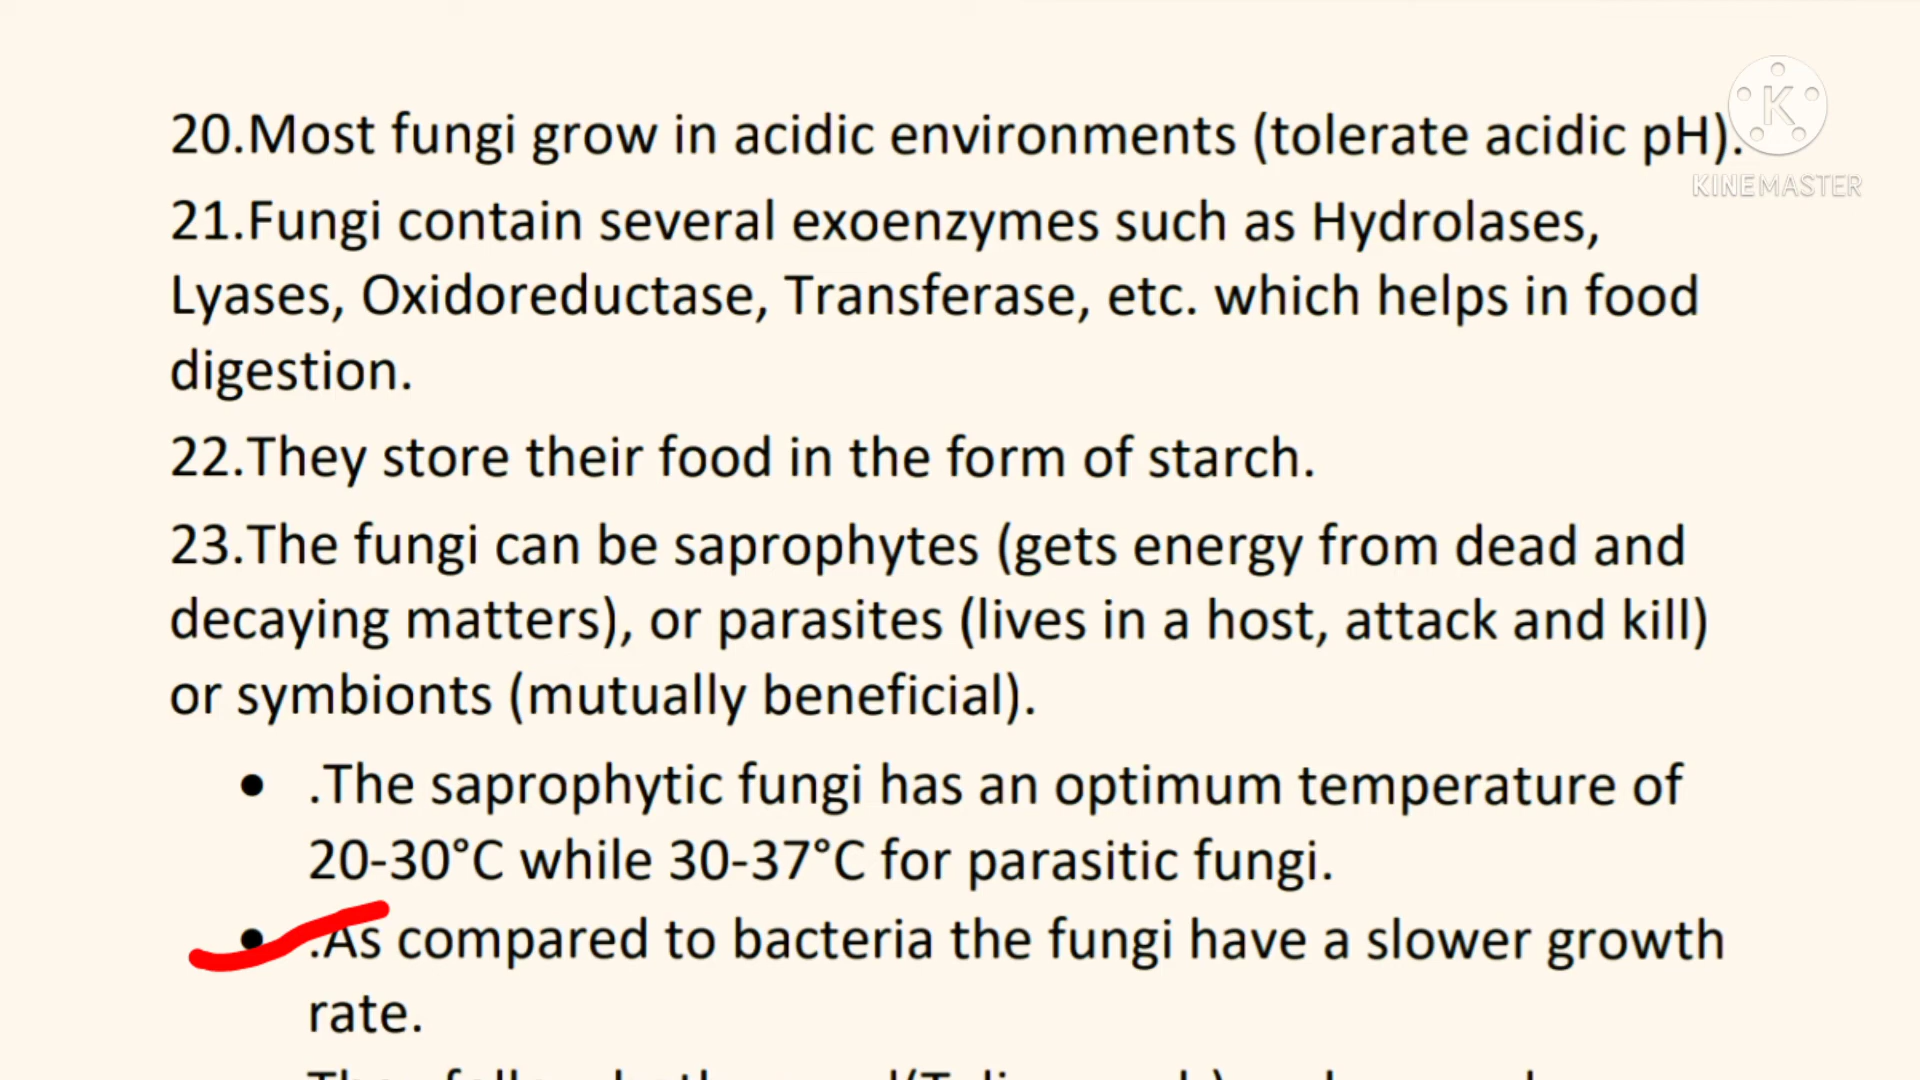 20.Most fungi grow in acidic environments (tolerate acidic pH).
K
KINEMASTER
21.Fungi contain several exoenzymes such as Hydrolases,
Lyases, Oxidoreductase, Transferase, etc. which helps in food
digestion.
22.They store their food in the form of starch.
23.The fungi can be saprophytes (gets energy from dead and
decaying matters), or parasites (lives in a host, attack and kill)
or symbionts (mutually beneficial).
• .The saprophytic fungi has an optimum temperature of
20-30°C while 30-37°C for parasitic fungi.
• .As compared to bacteria the fungi have a slower growth
rate.